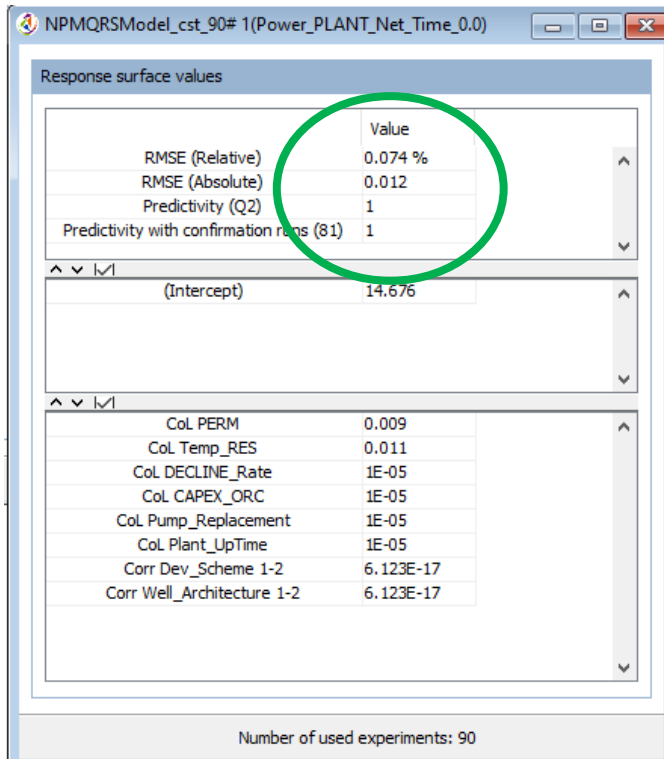 NPMQRSModel_cst_90# 1(Power_PLANT_Net_Time_0.0)
Response surface values
Value
RMSE (Relative) 0.074 %
RMSE (Absolute) 0.012
Predictivity (Q2) 1
Predictivity with confirmation runs (81) 1
(Intercept) 14.676
CoL PERM 0.009
CoL Temp_RES 0.011
CoL DECLINE_Rate 1E-05
CoL CAPEX_ORC 1E-05
CoL Pump_Replacement 1E-05
CoL Plant_UpTime 1E-05
Corr Dev_Scheme 1-2 6.123E-17
Corr Well_Architecture 1-2 6.123E-17
Number of used experiments: 90